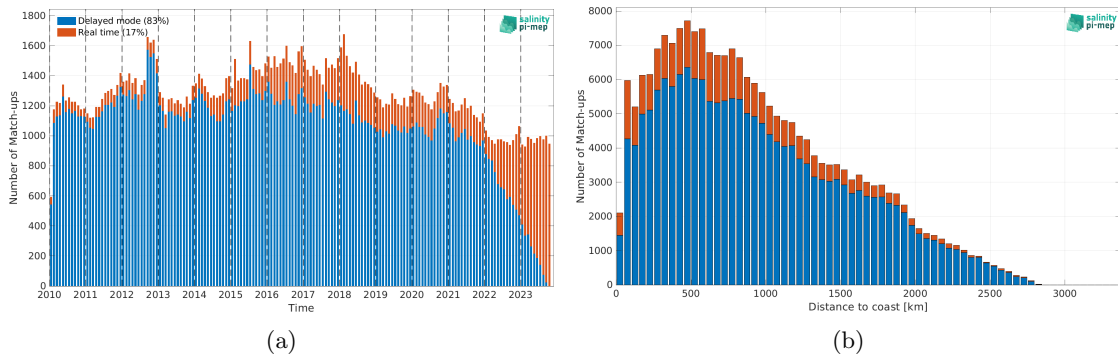 Delayed mode (83%)
Real time (17%)
salinity
pi-mep
Number of Match-ups
1800
1600
1400
1200
1000
800
600
400
200
0
2010 2011 2012 2013 2014 2015 2016 2017 2018 2019 2020 2021 2022 2023
Time
(a)
salinity
pi-mep
Number of Match-ups
8000
7000
6000
5000
4000
3000
2000
1000
0
0 500 1000 1500 2000 2500 3000
Distance to coast [km]
(b)